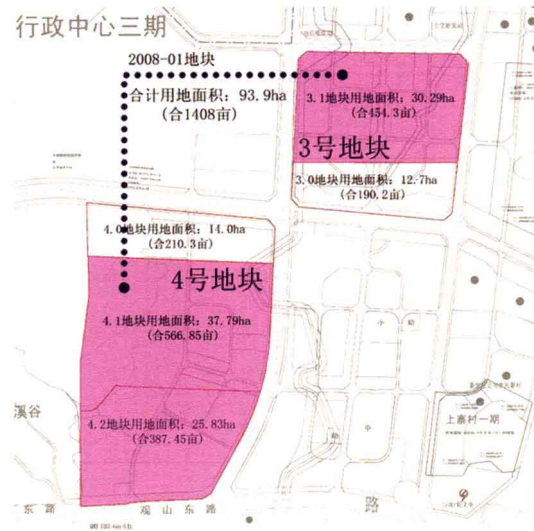 行政中心三期
2008-01地块
合计用地面积：93.9ha
(合1408亩)
3.1地块用地面积：30.29ha
(合454.3亩)
3号地块
3.0地块用地面积：12.7ha
(合190.2亩)
4.0地块用地面积：14.0ha
(合210.3亩)
4号地块
4.1地块用地面积：37.79ha
(合566.85亩)
小
幼
4.2地块用地面积：25.83ha
(合387.45亩)
溪谷
上寨村一期
幼
中
东 路
观 山 东 路
路